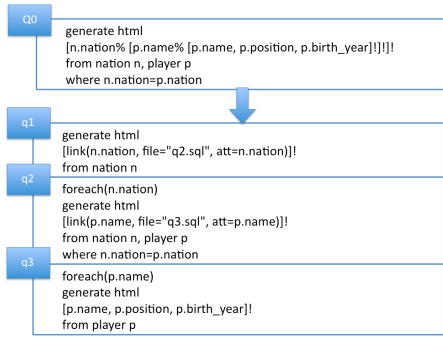 Q0
generate html
[n.nation% [p.name% [p.name, p.position, p.birth_year]!]!]!
from nation n, player p
where n.nation=p.nation
q1
generate html
[link(n.nation, file="q2.sql", att=n.nation)]!
from nation n
q2
foreach(n.nation)
generate html
[link(p.name, file="q3.sql", att=p.name)]!
from nation n, player p
where n.nation=p.nation
q3
foreach(p.name)
generate html
[p.name, p.position, p.birth_year]!
from player p